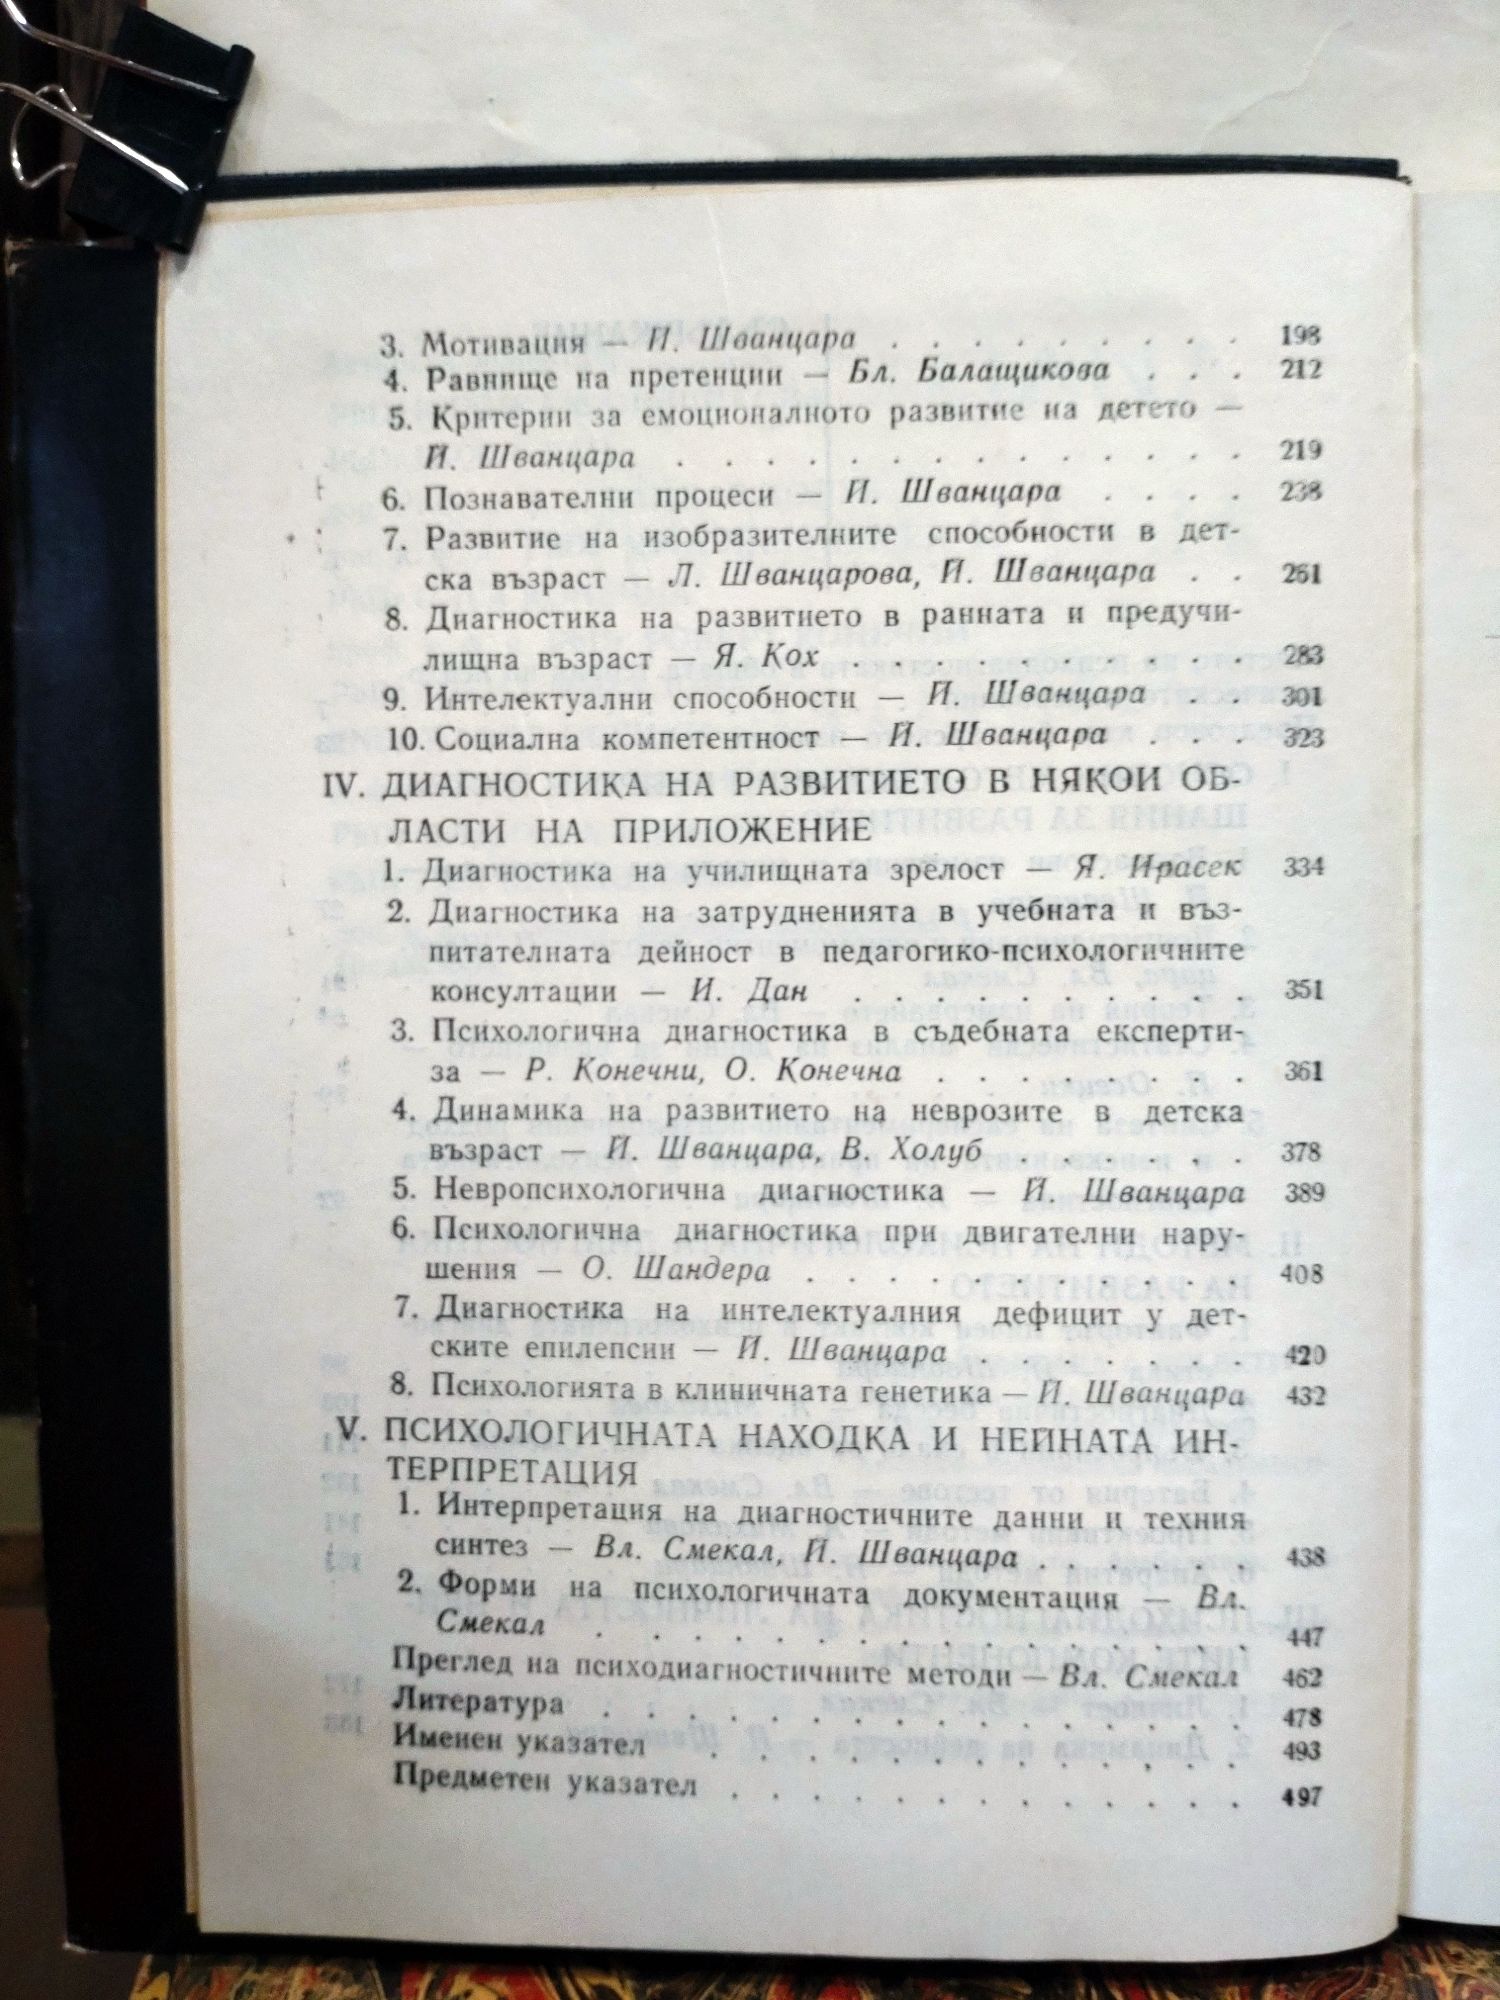 3. Мотивация — Й. Шванцара . . . . . . . . . 198
4. Равнище на претенции — Бл. Балащикова . . . 212
5. Критерии за емоционалното развитие на детето —
Й. Шванцара . . . . . . . . . . . . . . 219
6. Познавателни процеси — Й. Шванцара . . . . 238
7. Развитие на изобразителните способности в дет-
ска възраст — Л. Шванцарова, Й. Шванцара . . 261
8. Диагностика на развитието в ранната и предучи-
лищна възраст — Я. Кох . . . . . . . . . . 283
9. Интелектуални способности — Й. Шванцара . . 301
10. Социална компетентност — Й. Шванцара . . . 323
IV. ДИАГНОСТИКА НА РАЗВИТИЕТО В НЯКОИ ОБ-
ЛАСТИ НА ПРИЛОЖЕНИЕ
1. Диагностика на училищната зрелост — Я. Ирасек 334
2. Диагностика на затрудненията в учебната и въз-
питателната дейност в педагогико-психологичните
консултации — И. Дан . . . . . . . . . . 351
3. Психологична диагностика в съдебната експерти-
за — Р. Конечни, О. Конечна . . . . . . . . 361
4. Динамика на развитието на неврозите в детска
възраст — Й. Шванцара, В. Холуб . . . . . . 378
5. Невропсихологична диагностика — Й. Шванцара 389
6. Психологична диагностика при двигателни нару-
шения — О. Шандера . . . . . . . . . . . 408
7. Диагностика на интелектуалния дефицит у дет-
ските епилепсии — Й. Шванцара . . . . . . . 420
8. Психологията в клиничната генетика — Й. Шванцара 432
V. ПСИХОЛОГИЧНАТА НАХОДКА И НЕЙНАТА ИН-
ТЕРПРЕТАЦИЯ
1. Интерпретация на диагностичните данни и техния
синтез — Вл. Смекал, Й. Шванцара . . . . . . 438
2. Форми на психологичната документация — Вл.
Смекал . . . . . . . . . . . . . . . . 447
Преглед на психодиагностичните методи — Вл. Смекал 462
Литература . . . . . . . . . . . . . . . . 478
Именен указател . . . . . . . . . . . . . 493
Предметен указател . . . . . . . . . . . . . 497